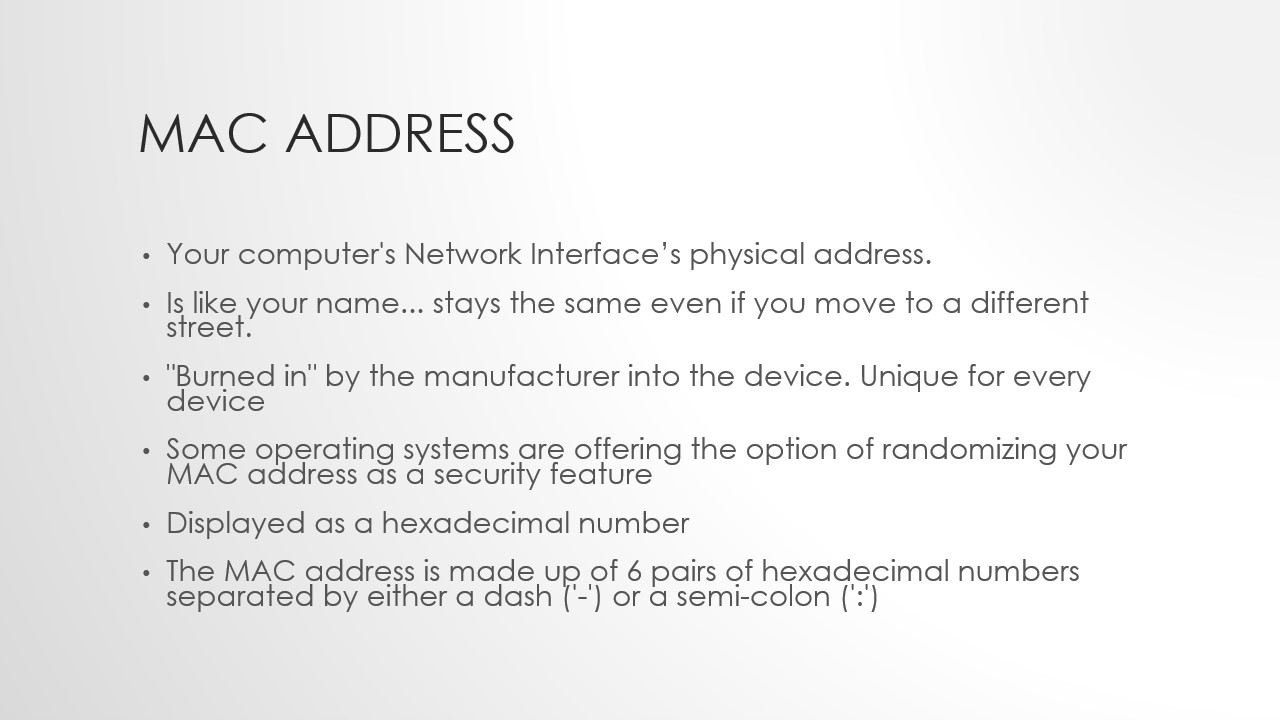 MAC ADDRESS
• Your computer's Network Interface’s physical address.
• Is like your name... stays the same even if you move to a different
street.
• "Burned in" by the manufacturer into the device. Unique for every
device
• Some operating systems are offering the option of randomizing your
MAC address as a security feature
• Displayed as a hexadecimal number
• The MAC address is made up of 6 pairs of hexadecimal numbers
separated by either a dash ('-') or a semi-colon (':')